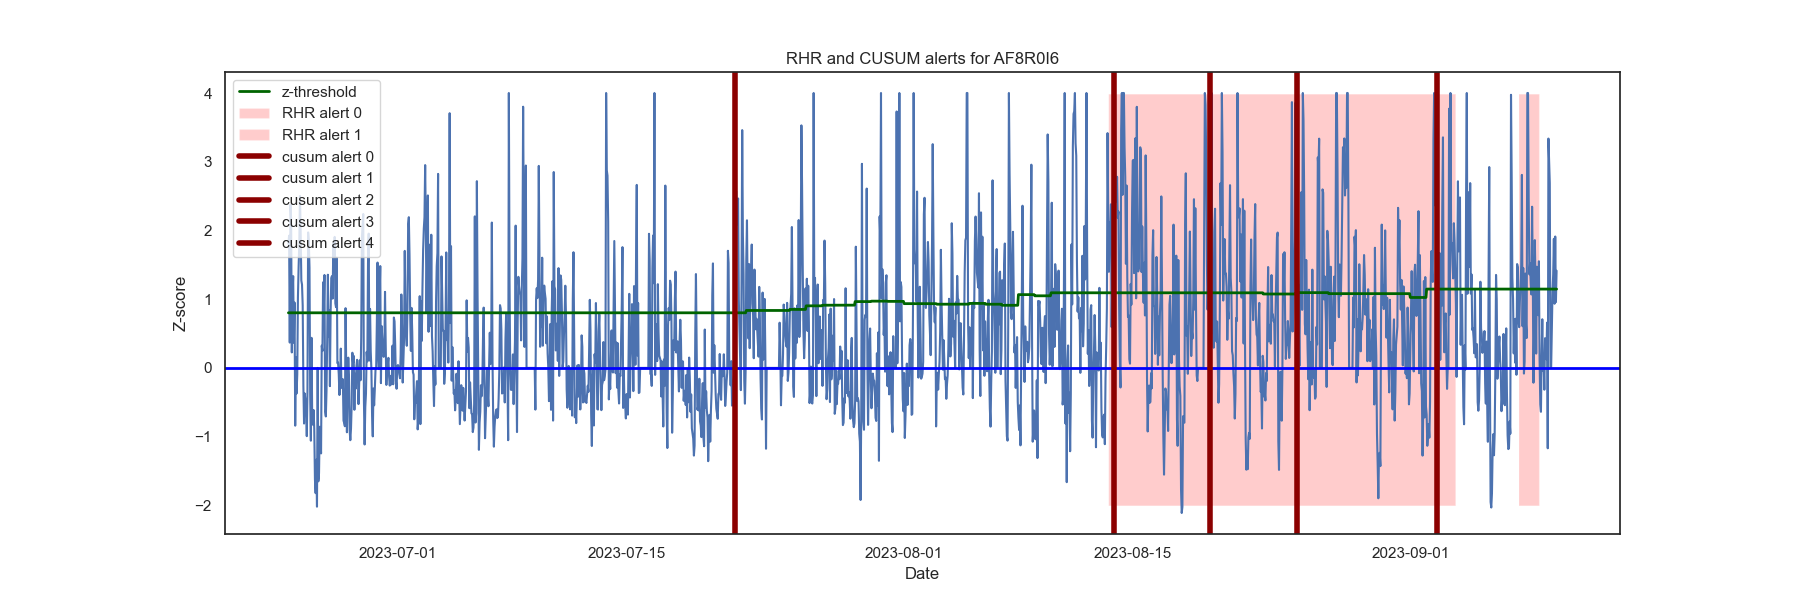 RHR and CUSUM alerts for AF8R0I6
z-threshold
RHR alert 0
RHR alert 1
cusum alert 0
cusum alert 1
cusum alert 2
cusum alert 3
cusum alert 4
Z-score
4
3
2
1
0
−1
−2
2023-07-01 2023-07-15 2023-08-01 2023-08-15 2023-09-01
Date